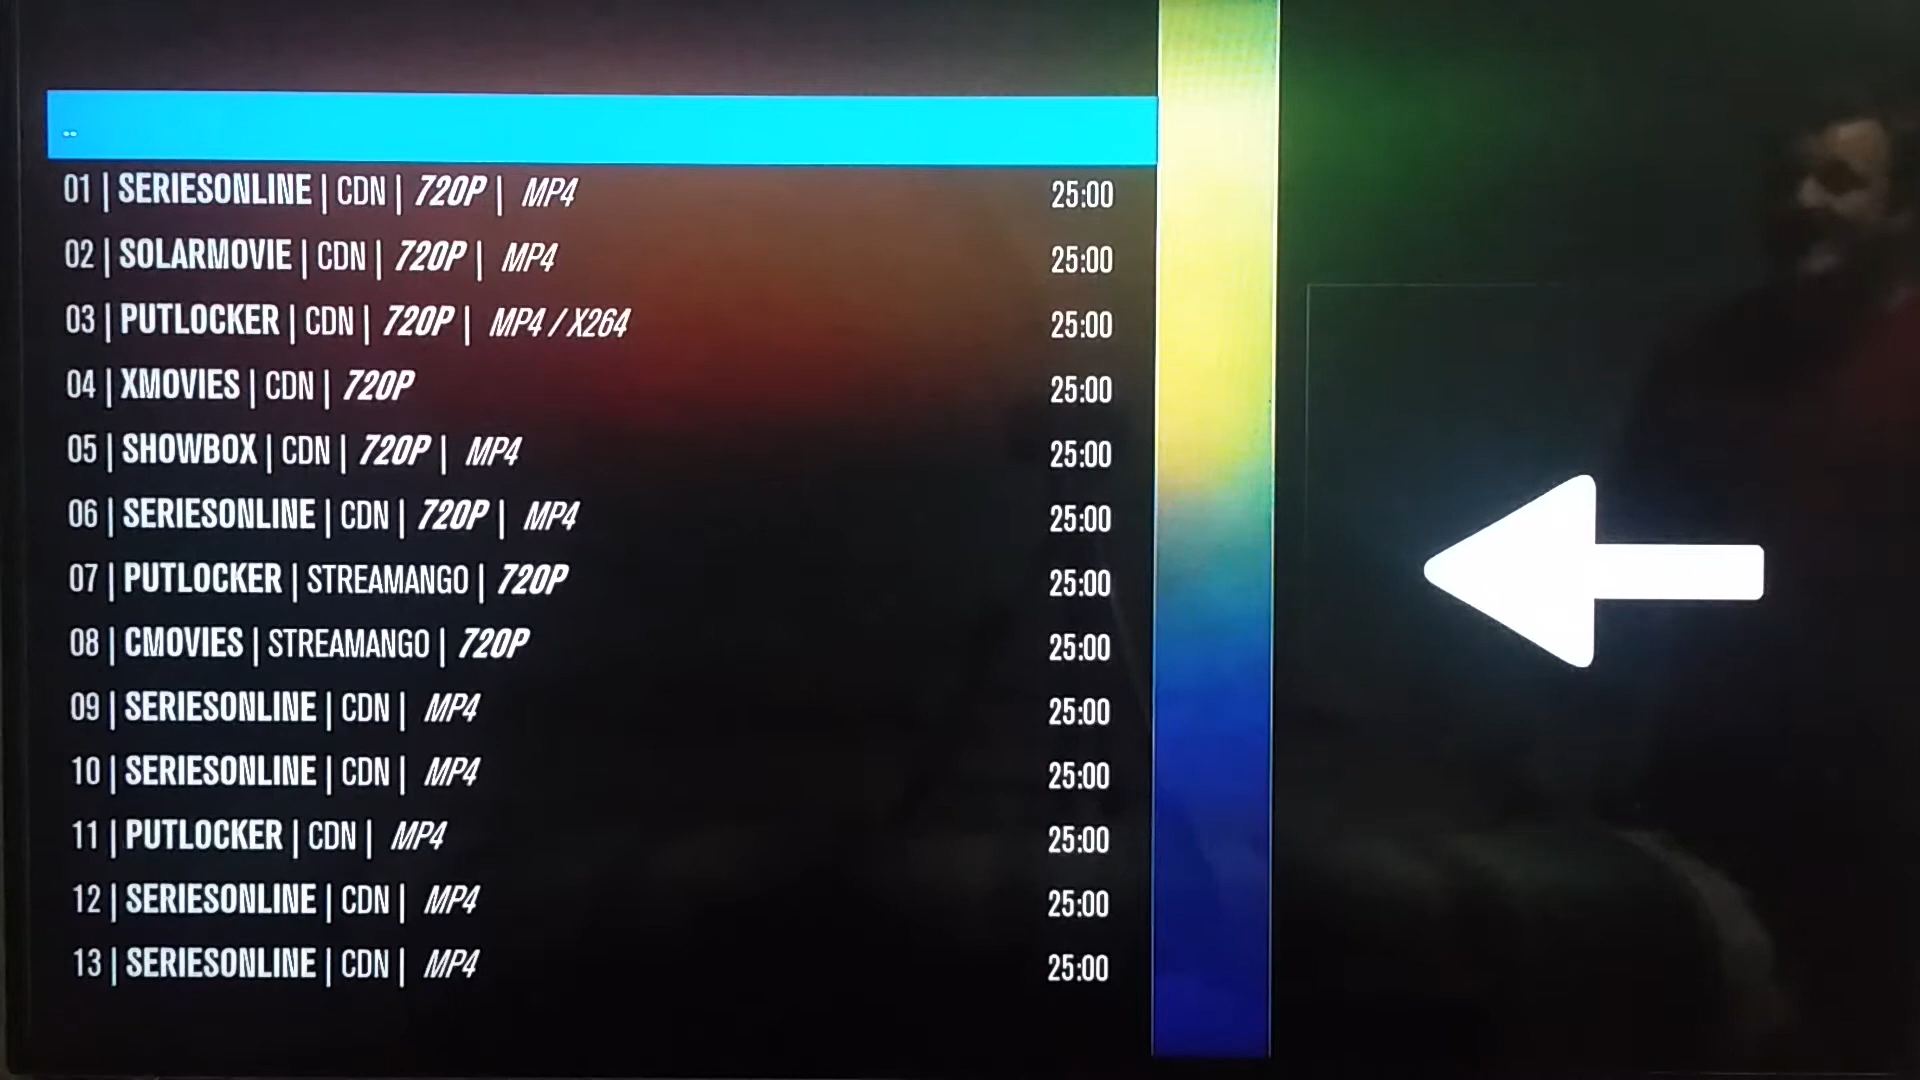 ..
01 | SERIESONLINE | CDN | 720P | MP4 25:00
02 | SOLARMOVIE | CDN | 720P | MP4 25:00
03 | PUTLOCKER | CDN | 720P | MP4 / X264 25:00
04 | XMOVIES | CDN | 720P 25:00
05 | SHOWBOX | CDN | 720P | MP4 25:00
06 | SERIESONLINE | CDN | 720P | MP4 25:00
07 | PUTLOCKER | STREAMANGO | 720P 25:00
08 | CMOVIES | STREAMANGO | 720P 25:00
09 | SERIESONLINE | CDN | MP4 25:00
10 | SERIESONLINE | CDN | MP4 25:00
11 | PUTLOCKER | CDN | MP4 25:00
12 | SERIESONLINE | CDN | MP4 25:00
13 | SERIESONLINE | CDN | MP4 25:00